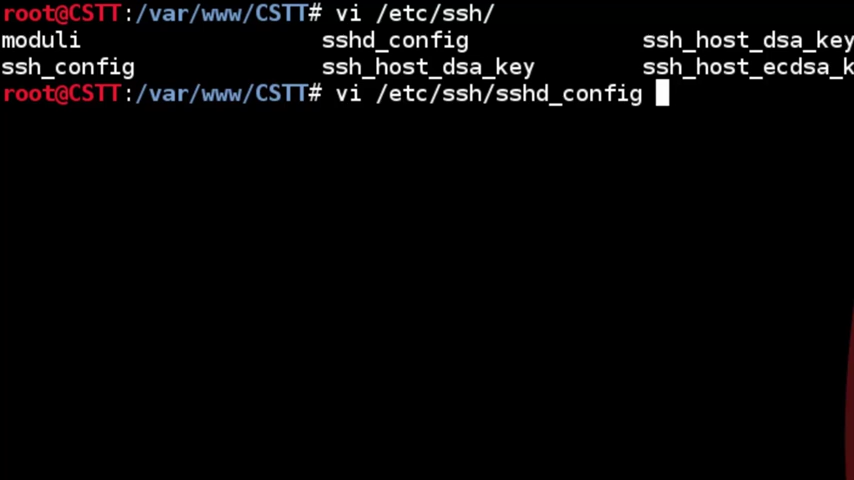 root@CSTT:/var/www/CSTT# vi /etc/ssh/
moduli sshd_config ssh_host_dsa_key
ssh_config ssh_host_dsa_key ssh_host_ecdsa_k
root@CSTT:/var/www/CSTT# vi /etc/ssh/sshd_config